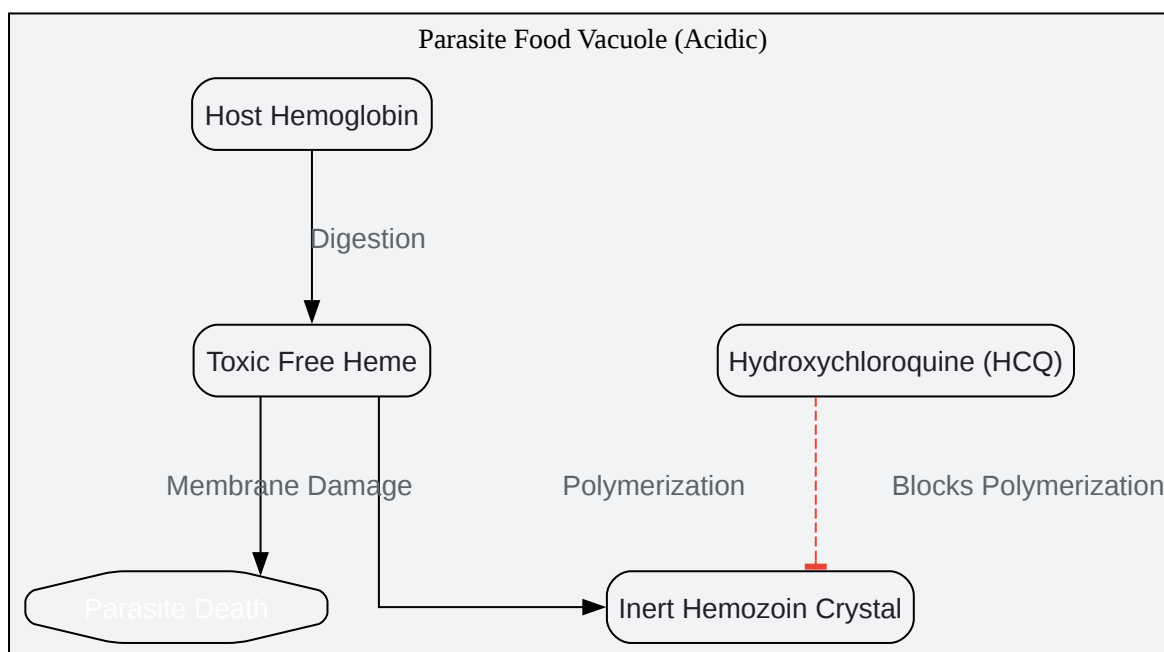 Parasite Food Vacuole (Acidic)
Host Hemoglobin
Digestion
Toxic Free Heme
Hydroxychloroquine (HCQ)
Membrane Damage
Polymerization
Blocks Polymerization
Parasite Death
Inert Hemozoin Crystal